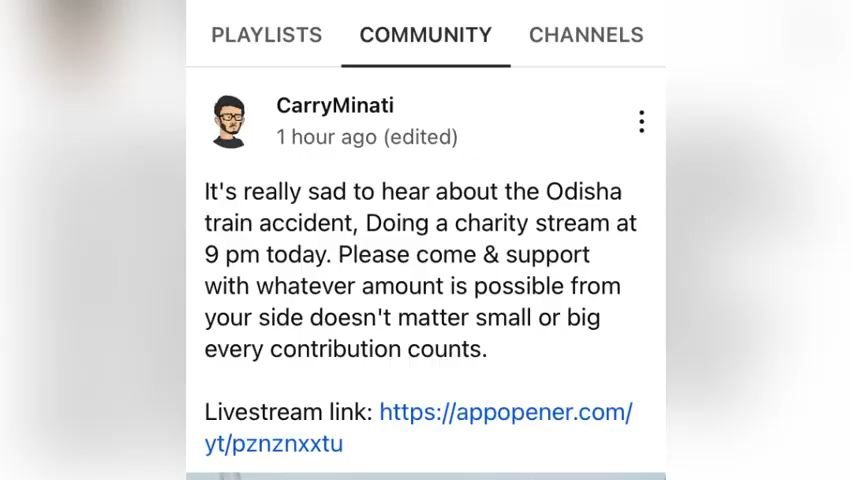 PLAYLISTS COMMUNITY CHANNELS
CarryMinati
1 hour ago (edited)
It's really sad to hear about the Odisha
train accident, Doing a charity stream at
9 pm today. Please come & support
with whatever amount is possible from
your side doesn't matter small or big
every contribution counts.
Livestream link: https://appopener.com/
yt/pznznxxtu